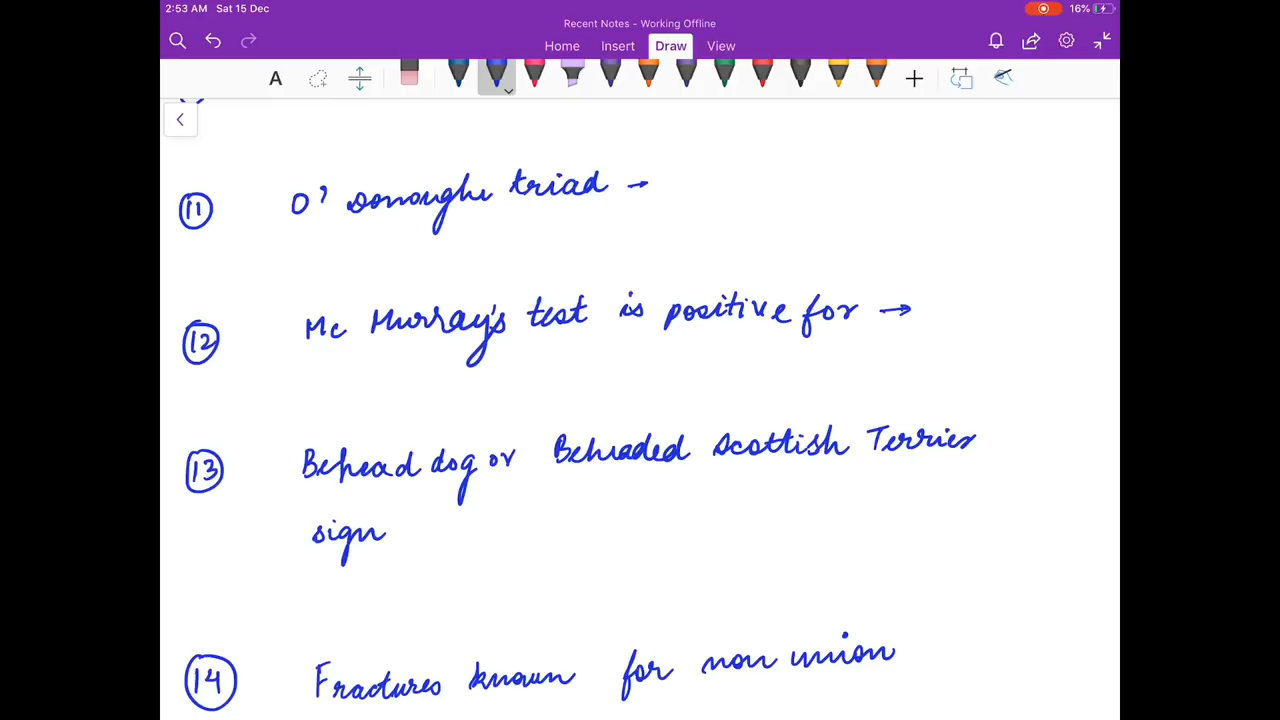 2:53 AM Sat 15 Dec
16%
Recent Notes - Working Offline
Home Insert Draw View
A
11 O' Donoughe triad →
12 Mc Murray's test is positive for →
13 Behead dog or Beheaded Scottish Terrier
sign
14 Fractures known for non union